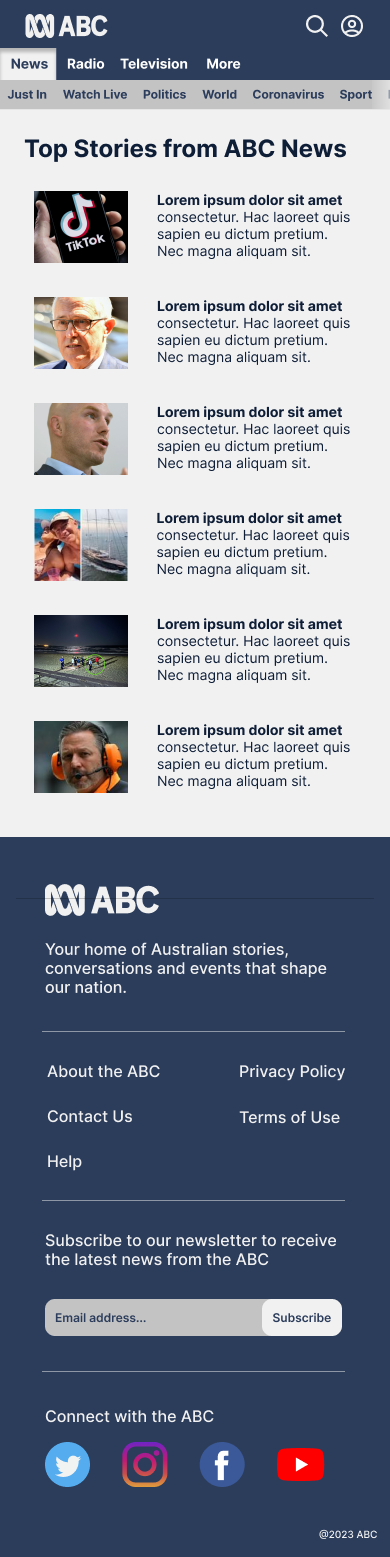 ABC
News Radio Television More
Just In Watch Live Politics World Coronavirus Sport
Top Stories from ABC News
TikTok
Lorem ipsum dolor sit amet
consectetur. Hac laoreet quis
sapien eu dictum pretium.
Nec magna aliquam sit.
Lorem ipsum dolor sit amet
consectetur. Hac laoreet quis
sapien eu dictum pretium.
Nec magna aliquam sit.
Lorem ipsum dolor sit amet
consectetur. Hac laoreet quis
sapien eu dictum pretium.
Nec magna aliquam sit.
Lorem ipsum dolor sit amet
consectetur. Hac laoreet quis
sapien eu dictum pretium.
Nec magna aliquam sit.
Lorem ipsum dolor sit amet
consectetur. Hac laoreet quis
sapien eu dictum pretium.
Nec magna aliquam sit.
Lorem ipsum dolor sit amet
consectetur. Hac laoreet quis
sapien eu dictum pretium.
Nec magna aliquam sit.
ABC
Your home of Australian stories,
conversations and events that shape
our nation.
About the ABC Privacy Policy
Contact Us Terms of Use
Help
Subscribe to our newsletter to receive
the latest news from the ABC
Email address... Subscribe
Connect with the ABC
@2023 ABC